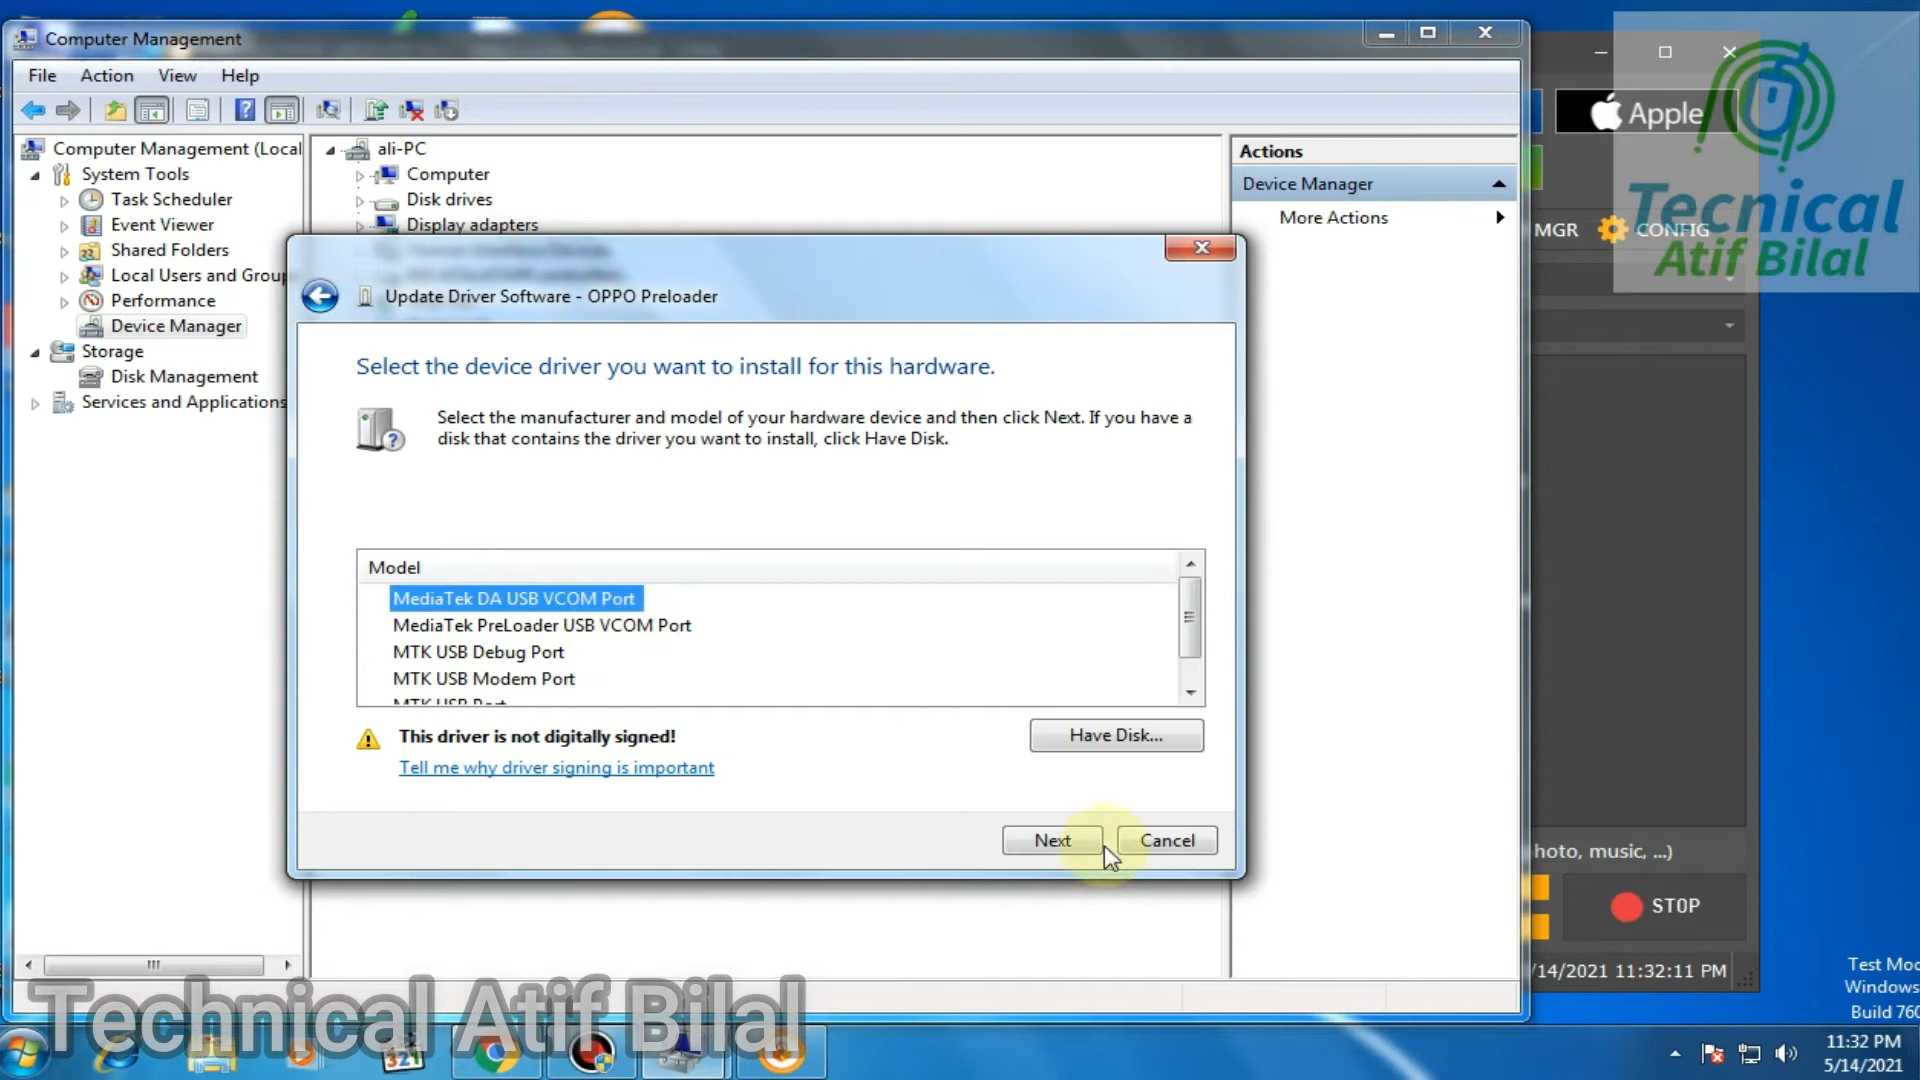 Computer Management
File Action View Help
Computer Management (Local
System Tools
Task Scheduler
Event Viewer
Shared Folders
Local Users and Group
Performance
Device Manager
Storage
Disk Management
Services and Applications
ali-PC
Computer
Disk drives
Display adapters
Actions
Device Manager
More Actions
Update Driver Software - OPPO Preloader
Select the device driver you want to install for this hardware.
Select the manufacturer and model of your hardware device and then click Next. If you have a
disk that contains the driver you want to install, click Have Disk.
Model
MediaTek DA USB VCOM Port
MediaTek PreLoader USB VCOM Port
MTK USB Debug Port
MTK USB Modem Port
MTK USB Port
This driver is not digitally signed!
Have Disk...
Tell me why driver signing is important
Next
Cancel
Apple
MGR
CONFIG
Tecnical
Atif Bilal
hoto, music, ...)
STOP
/14/2021 11:32:11 PM
Test Mod
Windows
Build 760
Technical Atif Bilal
321
11:32 PM
5/14/2021